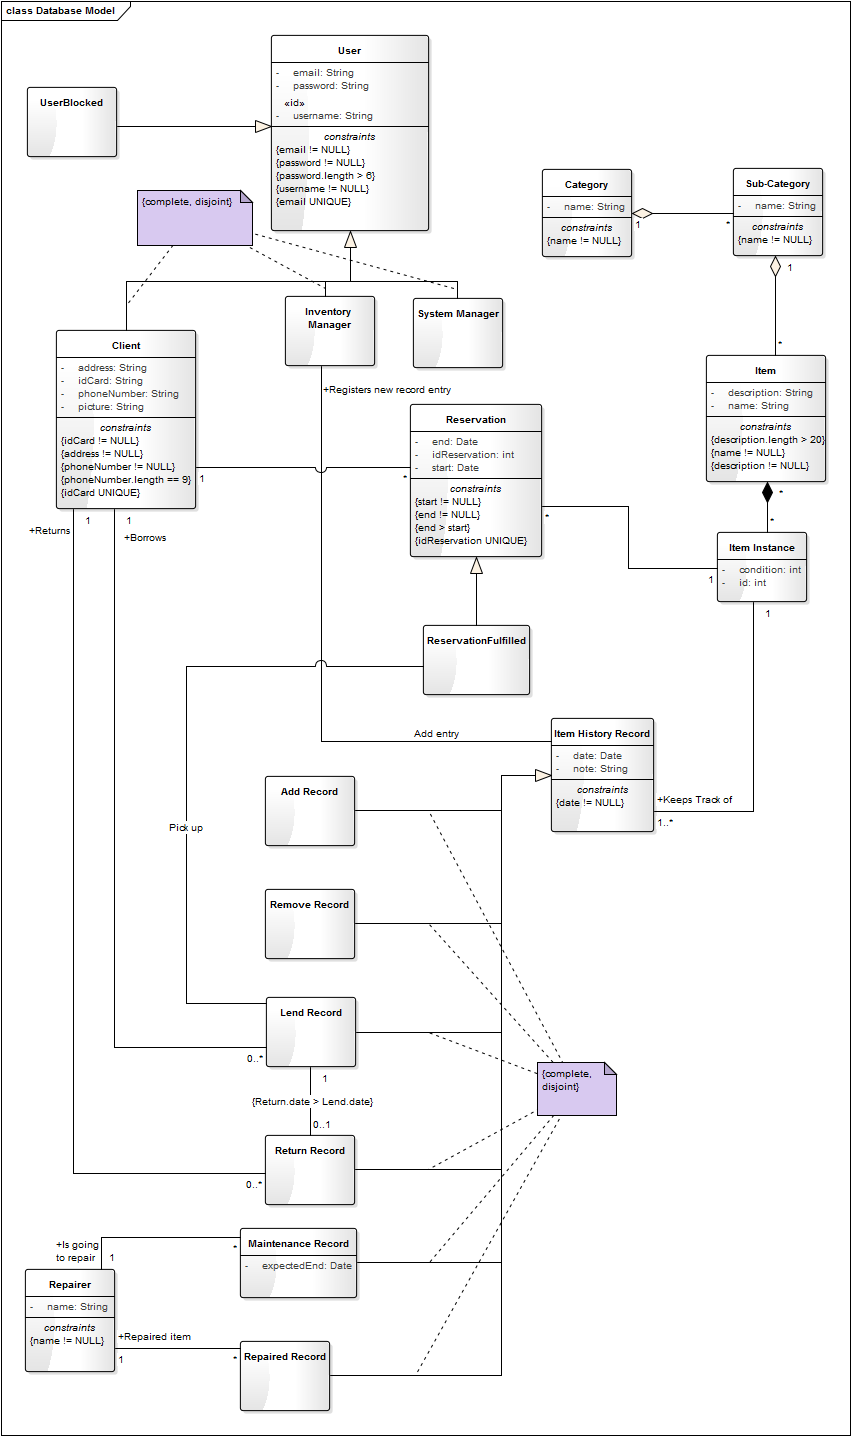 class Database Model
User
- email: String
- password: String
«id»
- username: String
constraints
{email != NULL}
{password != NULL}
{password.length > 6}
{username != NULL}
{email UNIQUE}
UserBlocked
{complete, disjoint}
Category
- name: String
constraints
{name != NULL}
1
*
Sub-Category
- name: String
constraints
{name != NULL}
1
*
Inventory
Manager
System Manager
Client
- address: String
- idCard: String
- phoneNumber: String
- picture: String
constraints
{idCard != NULL}
{address != NULL}
{phoneNumber != NULL}
{phoneNumber.length == 9}
{idCard UNIQUE}
Item
- description: String
- name: String
constraints
{description.length > 20}
{name != NULL}
{description != NULL}
+Registers new record entry
Reservation
- end: Date
- idReservation: int
- start: Date
constraints
{start != NULL}
{end != NULL}
{end > start}
{idReservation UNIQUE}
1
*
*
1
*
*
Item Instance
- condition: int
- id: int
1
+Returns
1
1
+Borrows
ReservationFulfilled
Add entry
Item History Record
- date: Date
- note: String
constraints
{date != NULL}
+Keeps Track of
1..*
Add Record
Pick up
Remove Record
Lend Record
0..*
1
{Return.date > Lend.date}
0..1
{complete,
disjoint}
Return Record
0..*
+Is going
to repair
1
*
Maintenance Record
- expectedEnd: Date
Repairer
- name: String
constraints
{name != NULL}
+Repaired item
1
*
Repaired Record